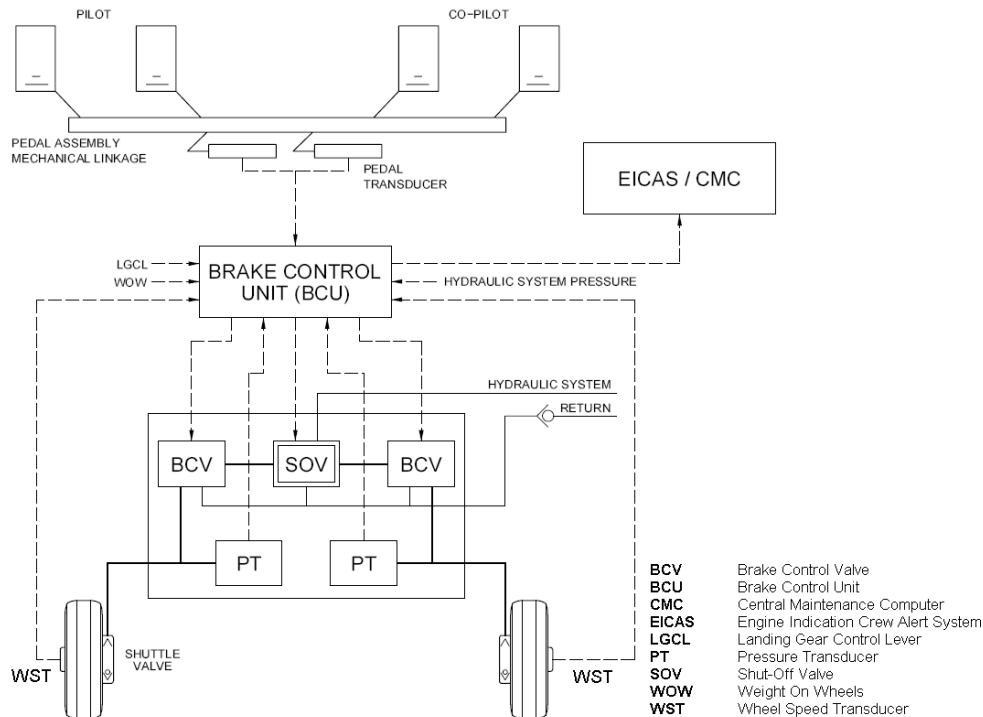 PILOT
CO-PILOT
PEDAL ASSEMBLY
MECHANICAL LINKAGE
PEDAL
TRANSDUCER
EICAS / CMC
LGCL
WOW
BRAKE CONTROL
UNIT (BCU)
HYDRAULIC SYSTEM PRESSURE
HYDRAULIC SYSTEM
RETURN
BCV
SOV
BCV
PT
PT
SHUTTLE
VALVE
WST
WST
BCV Brake Control Valve
BCU Brake Control Unit
CMC Central Maintenance Computer
EICAS Engine Indication Crew Alert System
LGCL Landing Gear Control Lever
PT Pressure Transducer
SOV Shut-Off Valve
WOW Weight On Wheels
WST Wheel Speed Transducer